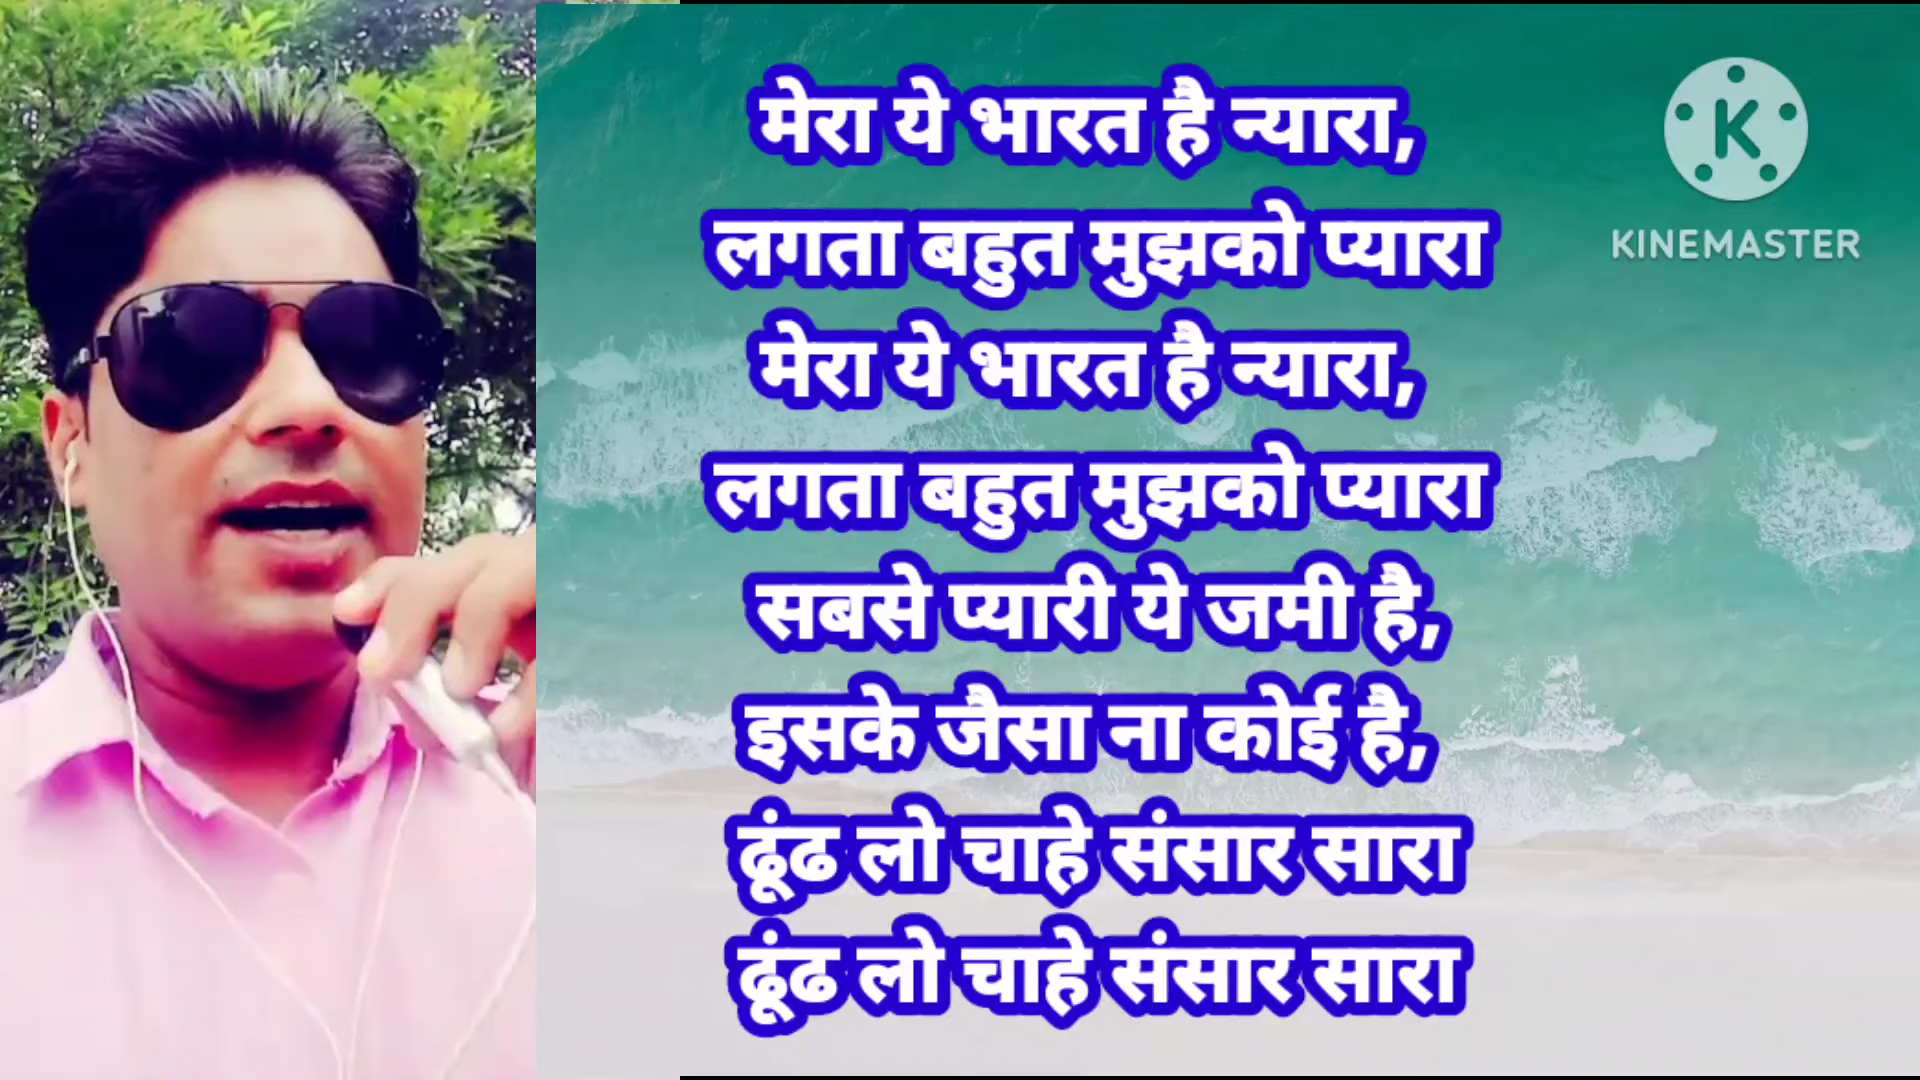 मेरा ये भारत है न्यारा,
लगता बहुत मुझको प्यारा
मेरा ये भारत है न्यारा,
लगता बहुत मुझको प्यारा
सबसे प्यारी ये जमी है,
इसके जैसा ना कोई है,
ढूंढ लो चाहे संसार सारा
ढूंढ लो चाहे संसार सारा
K
KINEMASTER